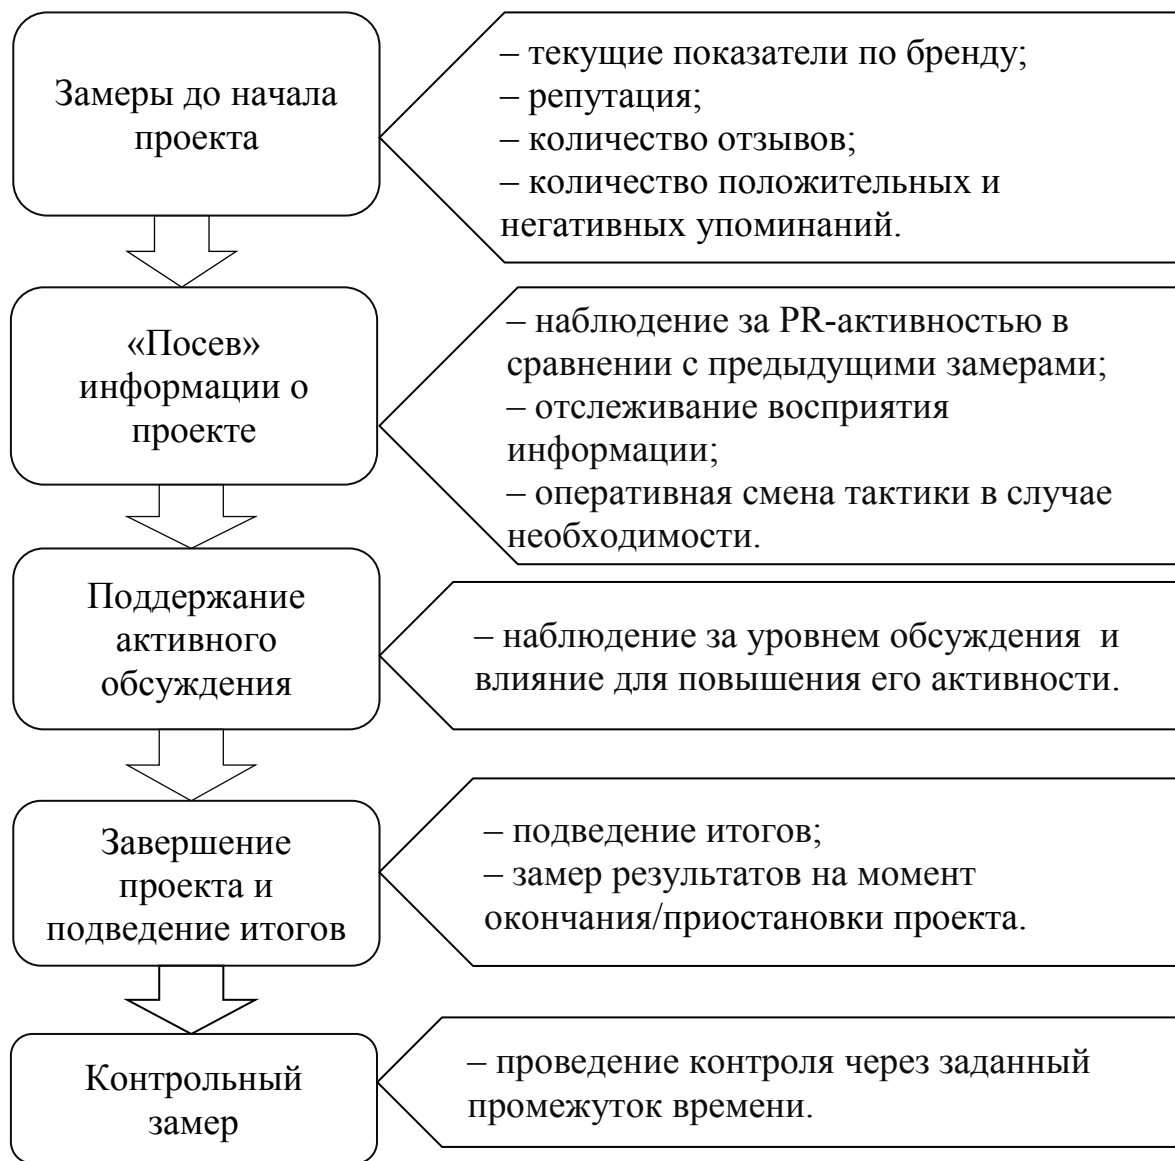 Замеры до начала
проекта
– текущие показатели по бренду;
– репутация;
– количество отзывов;
– количество положительных и
негативных упоминаний.
«Посев»
информации о
проекте
– наблюдение за PR-активностью в
сравнении с предыдущими замерами;
– отслеживание восприятия
информации;
– оперативная смена тактики в случае
необходимости.
Поддержание
активного
обсуждения
– наблюдение за уровнем обсуждения и
влияние для повышения его активности.
Завершение
проекта и
подведение итогов
– подведение итогов;
– замер результатов на момент
окончания/приостановки проекта.
Контрольный
замер
– проведение контроля через заданный
промежуток времени.